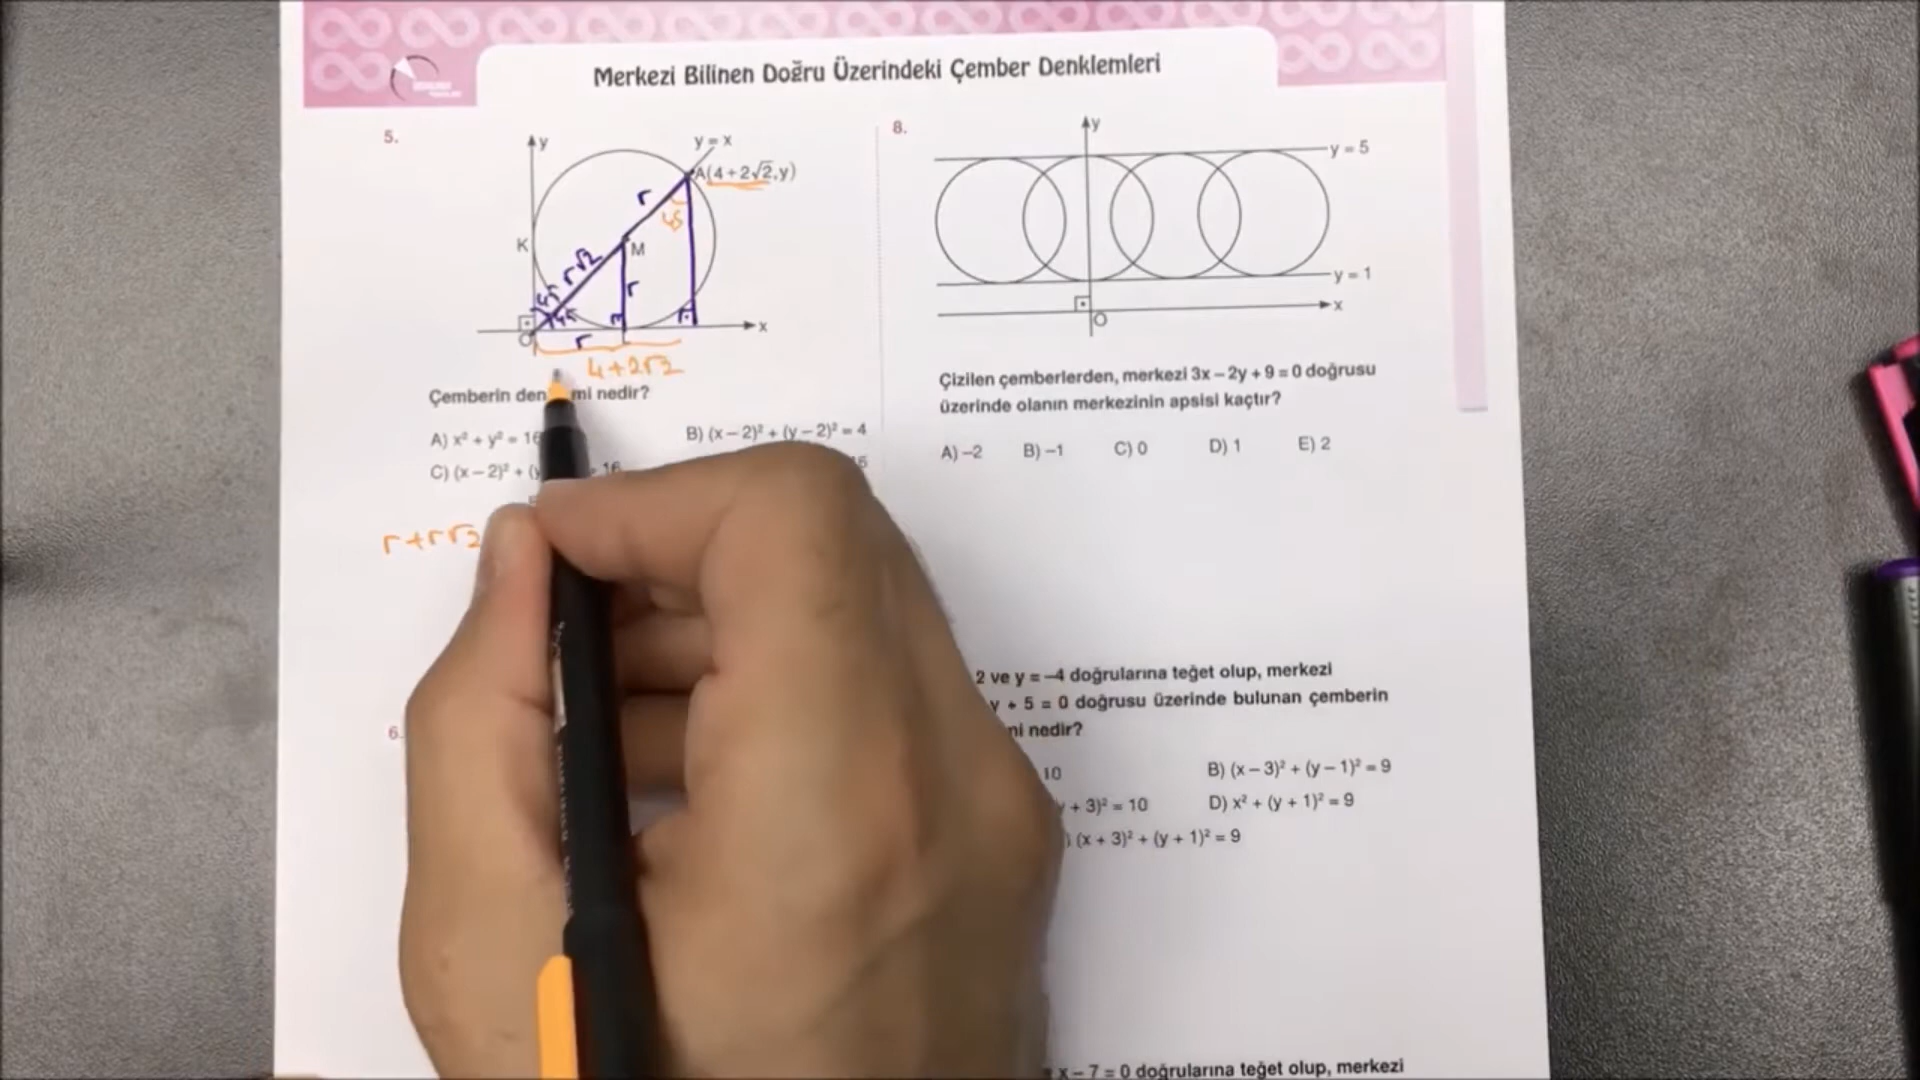 Merkezi Bilinen Doğru Üzerindeki Çember Denklemleri
5.
y
y = x
A(4+2√2,y)
r
45
K
M
r√2
r
45
45
O
x
r
4+2√2
Çemberin den mi nedir?
A) x² + y² = 16
B) (x – 2)² + (y – 2)² = 4
C) (x – 2)² + (y = 16
r+r√2
6.
8.
y
y = 5
y = 1
x
O
Çizilen çemberlerden, merkezi 3x – 2y + 9 = 0 doğrusu
üzerinde olanın merkezinin apsisi kaçtır?
A) –2 B) –1 C) 0 D) 1 E) 2
2 ve y = –4 doğrularına teğet olup, merkezi
y + 5 = 0 doğrusu üzerinde bulunan çemberin
mi nedir?
10
B) (x – 3)² + (y – 1)² = 9
y + 3)² = 10
D) x² + (y + 1)² = 9
) (x + 3)² + (y + 1)² = 9
x – 7 = 0 doğrularına teğet olup, merkezi